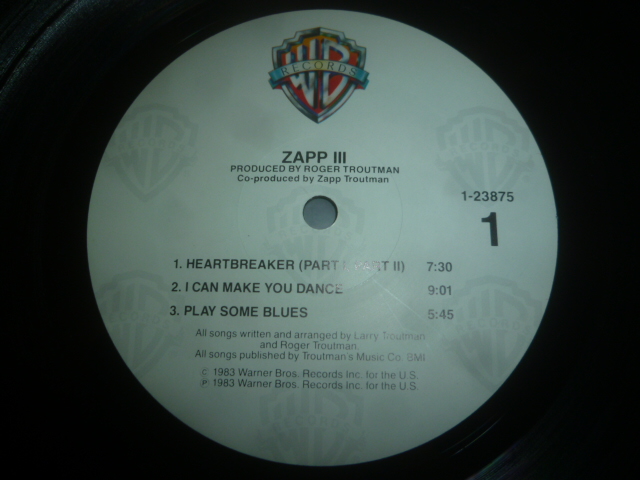 WB
RECORDS
ZAPP III
PRODUCED BY ROGER TROUTMAN
Co-produced by Zapp Troutman
1-23875
1
1. HEARTBREAKER (PART I, PART II) 7:30
2. I CAN MAKE YOU DANCE 9:01
3. PLAY SOME BLUES 5:45
All songs written and arranged by Larry Troutman
and Roger Troutman.
All songs published by Troutman's Music Co. BMI
© 1983 Warner Bros. Records Inc. for the U.S.
℗ 1983 Warner Bros. Records Inc. for the U.S.